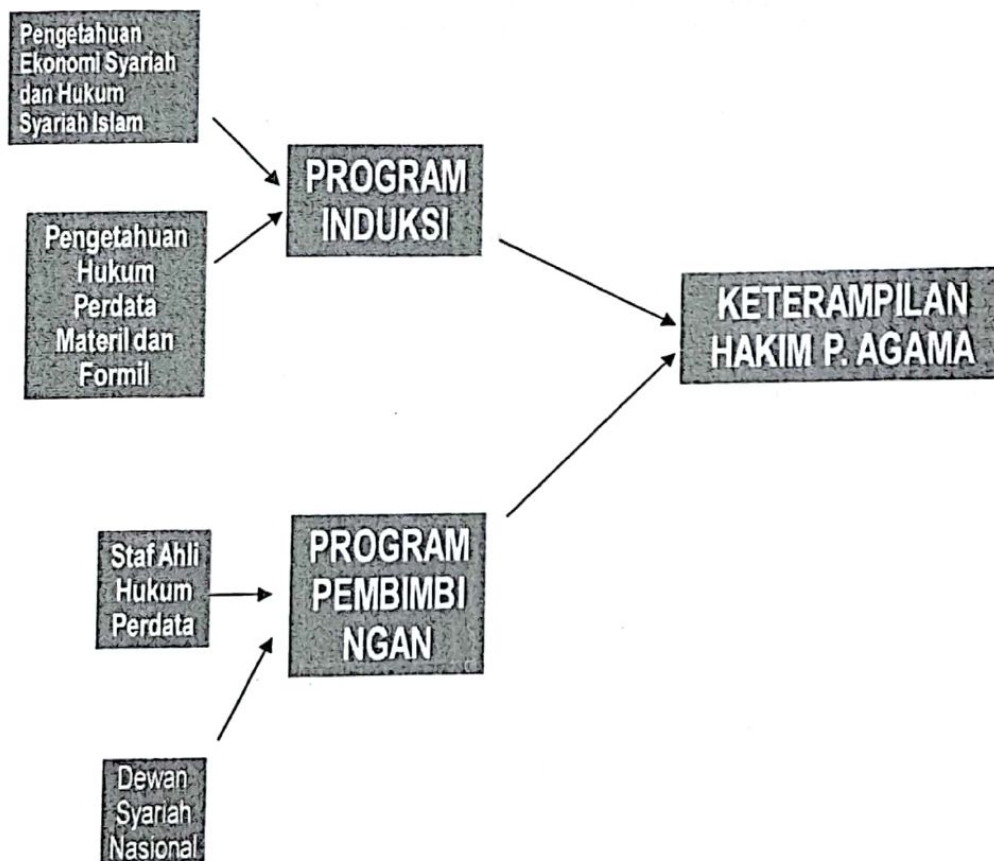 Pengetahuan
Ekonomi Syariah
dan Hukum
Syariah Islam
PROGRAM
INDUKSI
Pengetahuan
Hukum
Perdata
Materil dan
Formil
KETERAMPILAN
HAKIM P. AGAMA
Staf Ahli
Hukum
Perdata
PROGRAM
PEMBIMBI
NGAN
Dewan
Syariah
Nasional